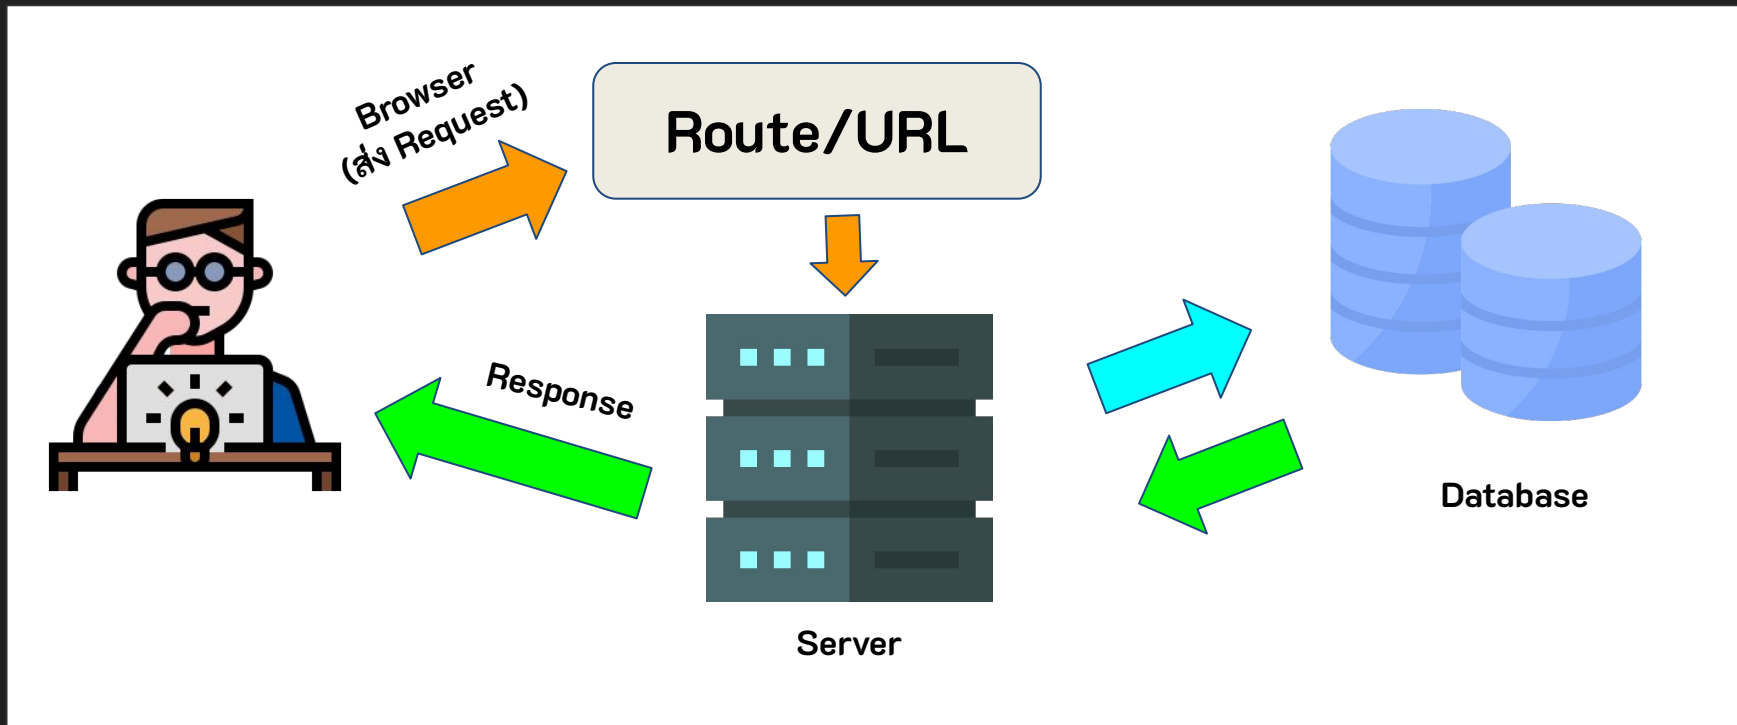 Browser
(ส่ง Request)
Route/URL
Response
Database
Server